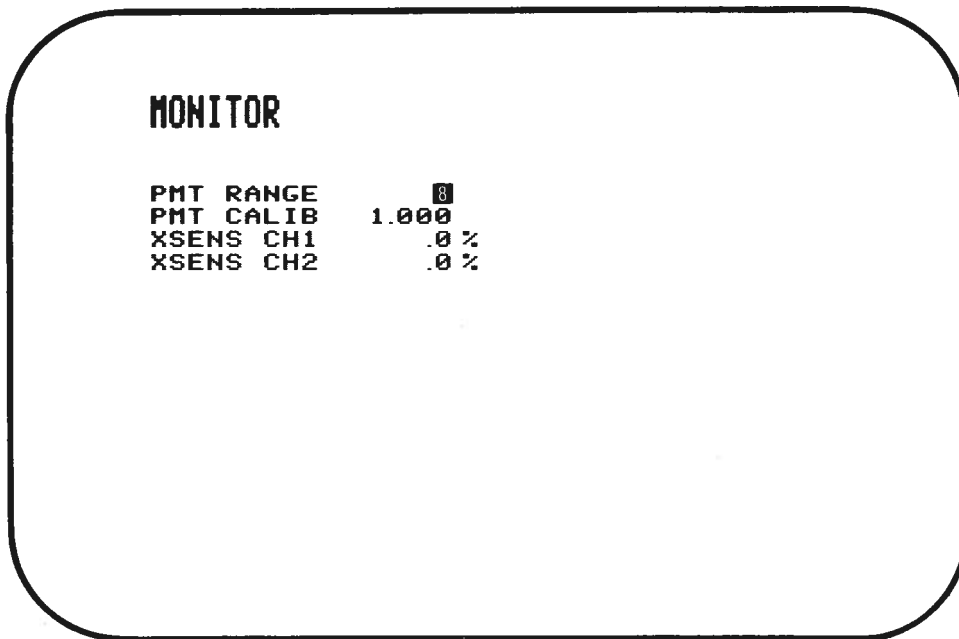 MONITOR
PMT RANGE 8
PMT CALIB 1.000
XSENS CH1 .0 %
XSENS CH2 .0 %